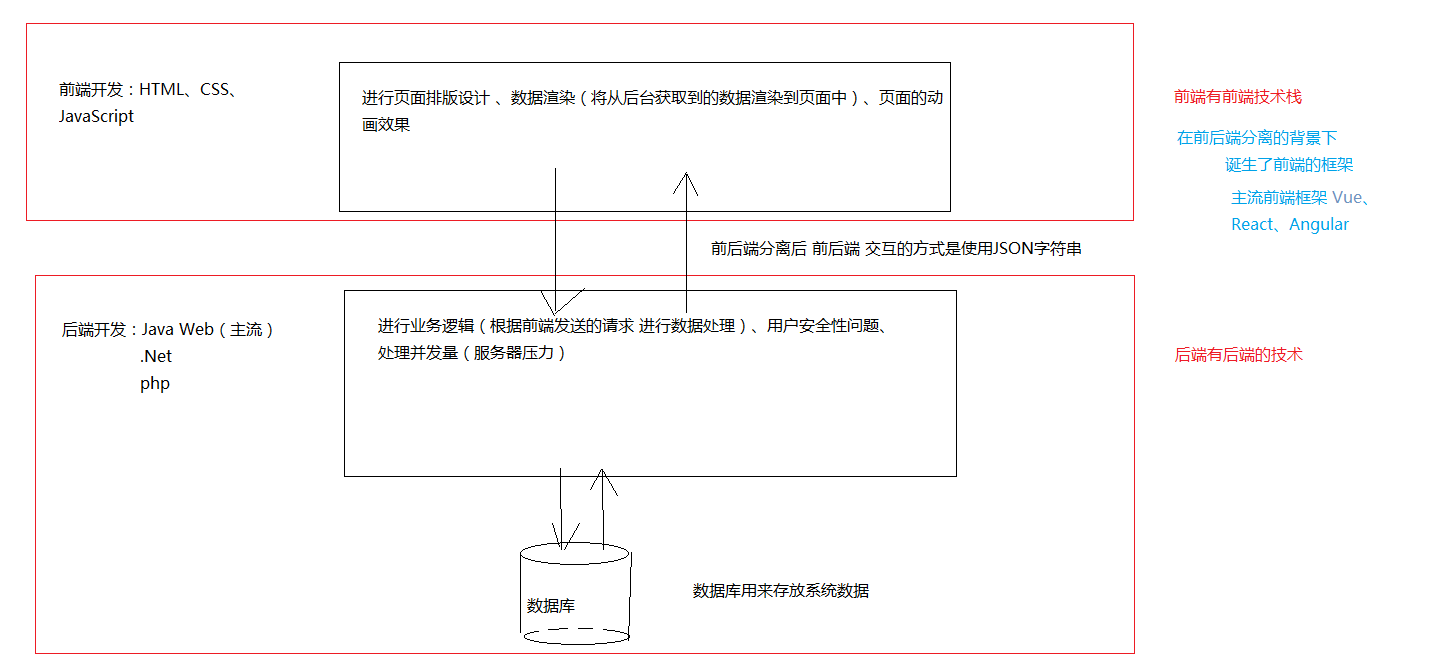 前端开发：HTML、CSS、
JavaScript
进行页面排版设计 、数据渲染（将从后台获取到的数据渲染到页面中）、页面的动
画效果
前端有前端技术栈
在前后端分离的背景下
诞生了前端的框架
主流前端框架 Vue、
React、Angular
前后端分离后 前后端 交互的方式是使用JSON字符串
后端开发：Java Web（主流）
.Net
php
进行业务逻辑（根据前端发送的请求 进行数据处理）、用户安全性问题、
处理并发量（服务器压力）
后端有后端的技术
数据库
数据库用来存放系统数据